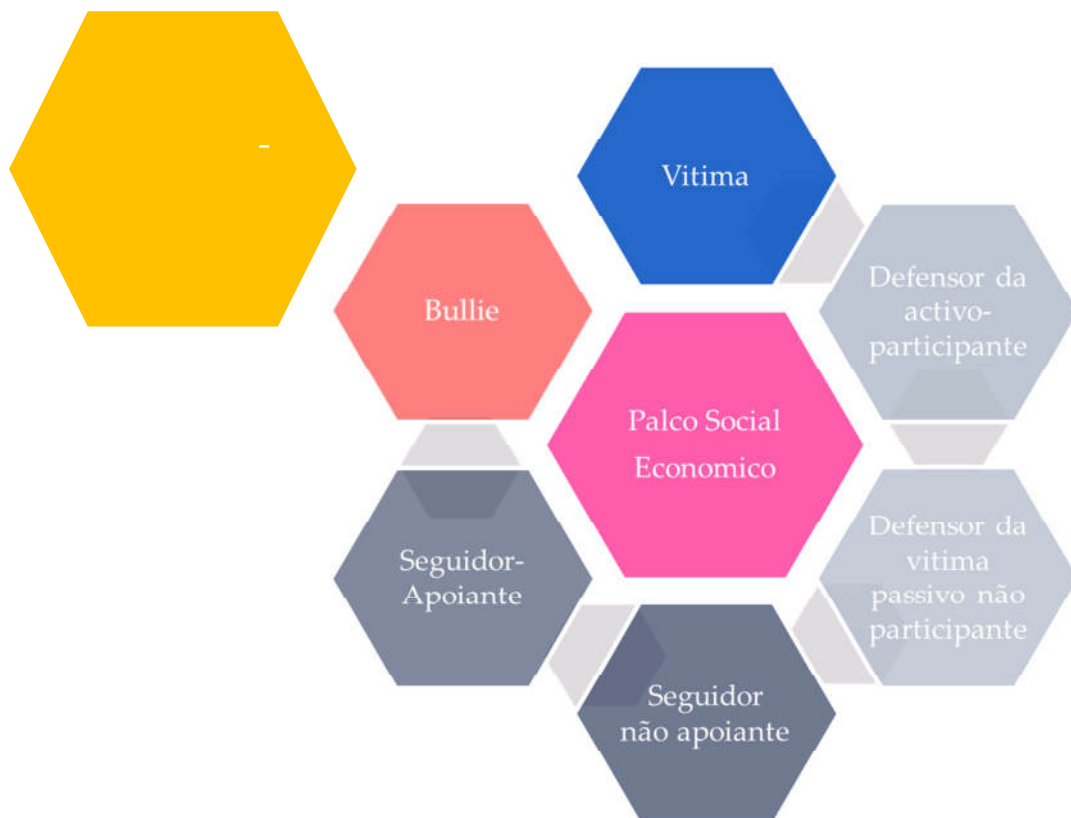 -
Vitima
Bullie
Defensor da
activo-
participante
Palco Social
Economico
Seguidor-
Apoiante
Defensor da
vitima
passivo não
participante
Seguidor
não apoiante